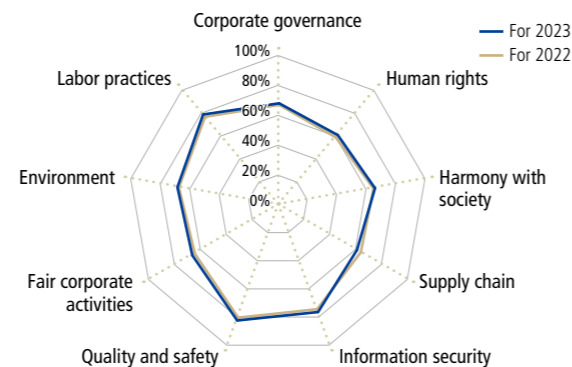 Corporate governance
For 2023
For 2022
100%
80%
60%
40%
20%
0%
Human rights
Harmony with
society
Supply chain
Information security
Quality and safety
Fair corporate
activities
Environment
Labor practices